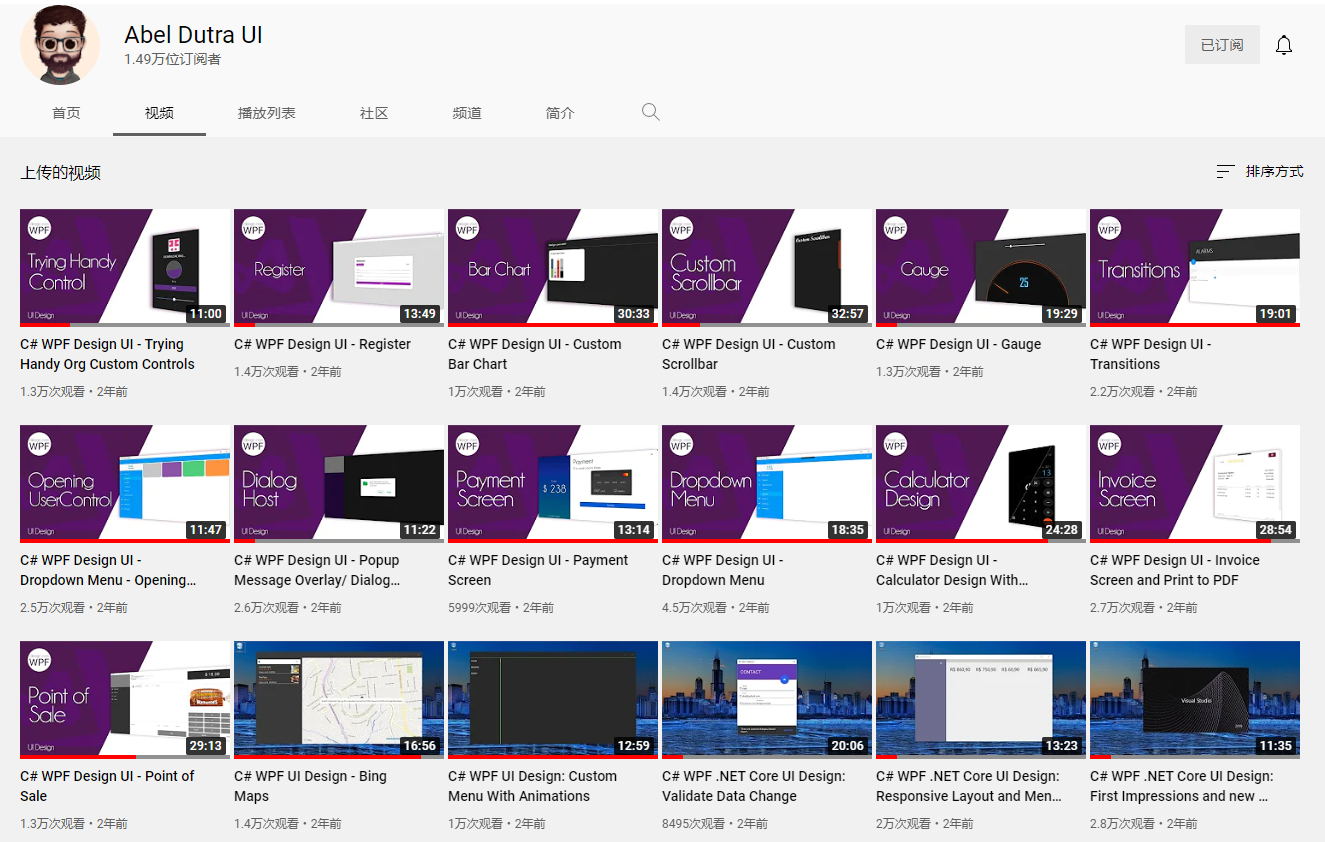 Abel Dutra UI
1.49万位订阅者
已订阅
首页 视频 播放列表 社区 频道 简介
上传的视频 排序方式
WPF WPF WPF WPF WPF WPF
Trying Handy Control
UI Design
11:00
Register
UI Design
13:49
Bar Chart
UI Design
30:33
Custom Scrollbar
Custom Scrollbar
UI Design
32:57
Gauge
25
UI Design
19:29
Transitions
ALARMS
UI Design
19:01
C# WPF Design UI - Trying
Handy Org Custom Controls
1.3万次观看・2年前
C# WPF Design UI - Register
1.4万次观看・2年前
C# WPF Design UI - Custom
Bar Chart
1万次观看・2年前
C# WPF Design UI - Custom
Scrollbar
1.4万次观看・2年前
C# WPF Design UI - Gauge
1.3万次观看・2年前
C# WPF Design UI -
Transitions
2.2万次观看・2年前
WPF WPF WPF WPF WPF WPF
Opening
UserControl
UI Design
11:47
Dialog
Host
UI Design
11:22
Payment
Screen
Payment
$ 238
UI Design
13:14
Dropdown
Menu
UI Design
18:35
Calculator
Design
13
UI Design
24:28
Invoice
Screen
UI Design
28:54
C# WPF Design UI -
Dropdown Menu - Opening...
2.5万次观看・2年前
C# WPF Design UI - Popup
Message Overlay/ Dialog...
2.6万次观看・2年前
C# WPF Design UI - Payment
Screen
5999次观看・2年前
C# WPF Design UI -
Dropdown Menu
4.5万次观看・2年前
C# WPF Design UI -
Calculator Design With...
1万次观看・2年前
C# WPF Design UI - Invoice
Screen and Print to PDF
2.7万次观看・2年前
WPF
Point of
Sale
UI Design
29:13
16:56
12:59
CONTACT
20:06
13:23
Visual Studio
2019
11:35
C# WPF Design UI - Point of
Sale
1.3万次观看・2年前
C# WPF UI Design - Bing
Maps
1.4万次观看・2年前
C# WPF UI Design: Custom
Menu With Animations
1万次观看・2年前
C# WPF .NET Core UI Design:
Validate Data Change
8495次观看・2年前
C# WPF .NET Core UI Design:
Responsive Layout and Men...
2万次观看・2年前
C# WPF .NET Core UI Design:
First Impressions and new ...
2.8万次观看・2年前